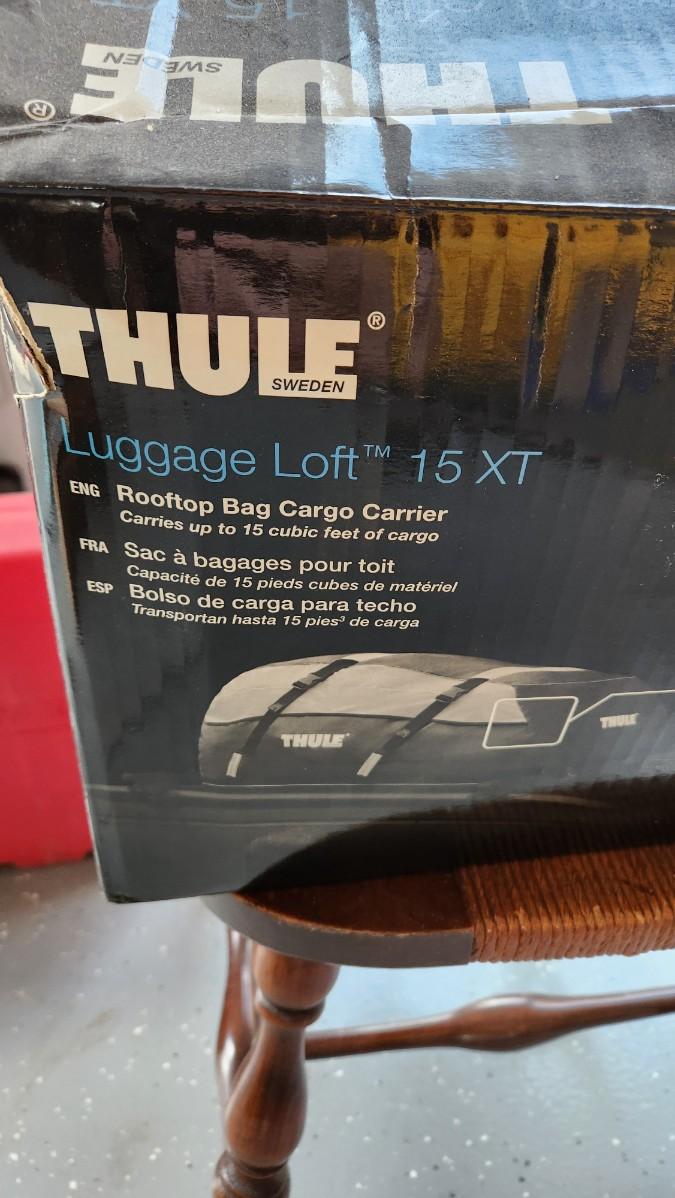 15 XT
THULE®
SWEDEN
THULE®
SWEDEN
Luggage Loft™ 15 XT
ENG Rooftop Bag Cargo Carrier
Carries up to 15 cubic feet of cargo
FRA Sac à bagages pour toit
Capacité de 15 pieds cubes de matériel
ESP Bolso de carga para techo
Transportan hasta 15 pies³ de carga
THULE®
THULE